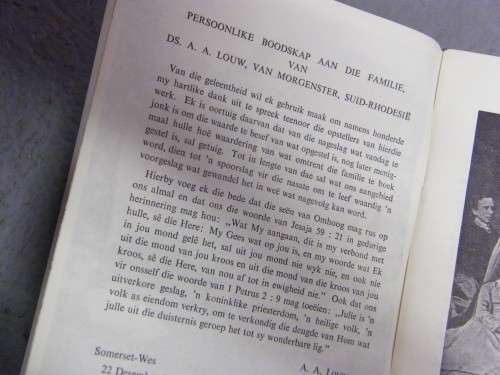 PERSOONLIKE BOODSKAP AAN DIE FAMILIE,
VAN
DS. A. A. LOUW, VAN MORGENSTER, SUID-RHODESIË
Van die geleentheid wil ek gebruik maak om namens honderde
my hartlike dank uit te spreek teenoor die opstellers van hierdie
werk. Ek is oortuig daarvan dat van die nageslag wat vandag te
jonk is om die waarde te besef van wat opgestel is, nog later menig-
maal hulle hoë waardering van wat omtrent die familie te boek
gestel is, sal getuig. Tot in lengte van dae sal wat ons aangebied
word, dien tot 'n spoorslag vir die nasate om te leef waardig 'n
voorgeslag wat gewandel het in weë wat nagevolg kan word.
Hierby voeg ek die bede dat die seën van Omhoog mag rus op
ons almal en dat ons die woorde van Jesaja 59 : 21 in gedurige
herinnering mag hou: „Wat My aangaan, dit is my verbond met
hulle, sê die Here: My Gees wat op jou is, en my woorde wat Ek
in jou mond gelê het, sal uit jou mond nie wyk nie, en ook nie
uit die mond van jou kroos en uit die mond van die kroos van jou
kroos, sê die Here, van nou af tot in ewigheid nie." Ook dat ons
vir onsself die woorde van 1 Petrus 2 : 9 mag toeëien: „Julle is 'n
uitverkore geslag, 'n koninklike priesterdom, 'n heilige volk, 'n
volk as eiendom verkry, om te verkondig die deugde van Hom wat
julle uit die duisternis geroep het tot sy wonderbare lig."
A. A.
Somerset-Wes
22